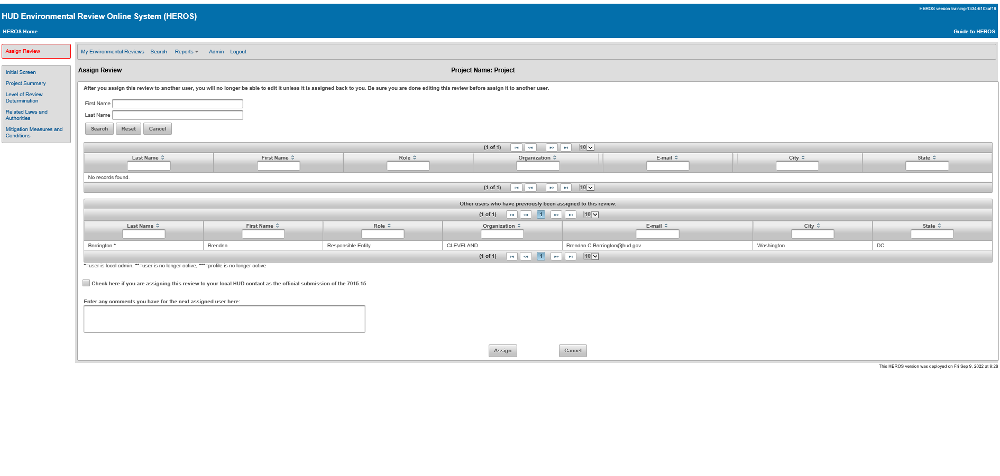 HEROS version training-1334-6103af18
HUD Environmental Review Online System (HEROS)
HEROS Home
Guide to HEROS
Assign Review
My Environmental Reviews Search Reports Admin Logout
Initial Screen
Project Summary
Level of Review
Determination
Related Laws and
Authorities
Mitigation Measures and
Conditions
Assign Review
Project Name: Project
After you assign this review to another user, you will no longer be able to edit it unless it is assigned back to you. Be sure you are done editing this review before assign it to another user.
First Name
Last Name
Search Reset Cancel
(1 of 1) 10
Last Name First Name Role Organization E-mail City State
No records found.
(1 of 1) 10
Other users who have previously been assigned to this review:
(1 of 1) 1 10
Last Name First Name Role Organization E-mail City State
Barrington * Brendan Responsible Entity CLEVELAND Brendan.C.Barrington@hud.gov Washington DC
(1 of 1) 1 10
*=user is local admin, **=user is no longer active, ***=profile is no longer active
Check here if you are assigning this review to your local HUD contact as the official submission of the 7015.15
Enter any comments you have for the next assigned user here:
Assign Cancel
This HEROS version was deployed on Fri Sep 9, 2022 at 9:28